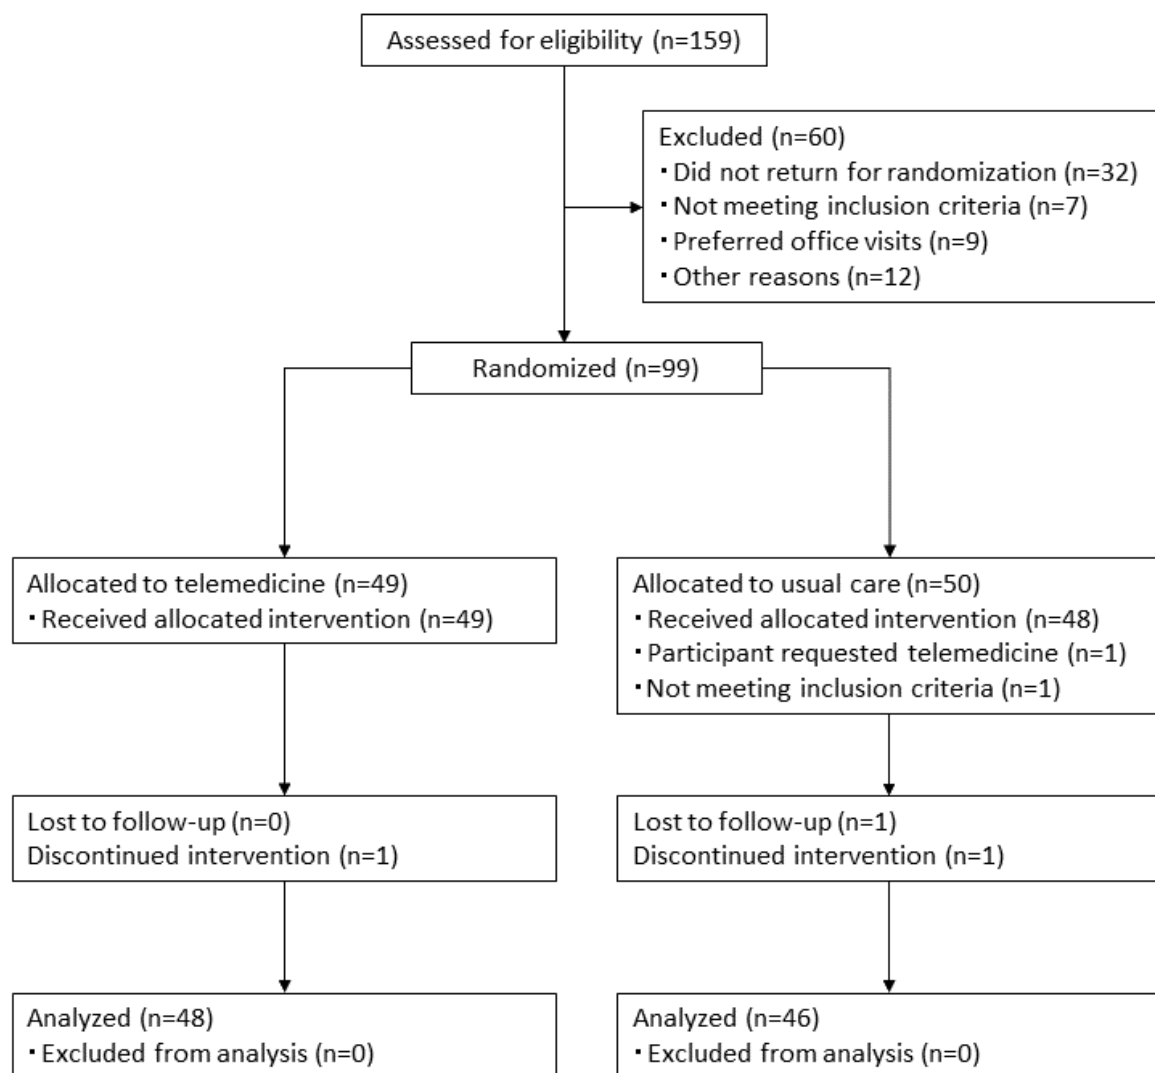 Assessed for eligibility (n=159)
Excluded (n=60)
・Did not return for randomization (n=32)
・Not meeting inclusion criteria (n=7)
・Preferred office visits (n=9)
・Other reasons (n=12)
Randomized (n=99)
Allocated to telemedicine (n=49)
・Received allocated intervention (n=49)
Allocated to usual care (n=50)
・Received allocated intervention (n=48)
・Participant requested telemedicine (n=1)
・Not meeting inclusion criteria (n=1)
Lost to follow-up (n=0)
Discontinued intervention (n=1)
Lost to follow-up (n=1)
Discontinued intervention (n=1)
Analyzed (n=48)
・Excluded from analysis (n=0)
Analyzed (n=46)
・Excluded from analysis (n=0)